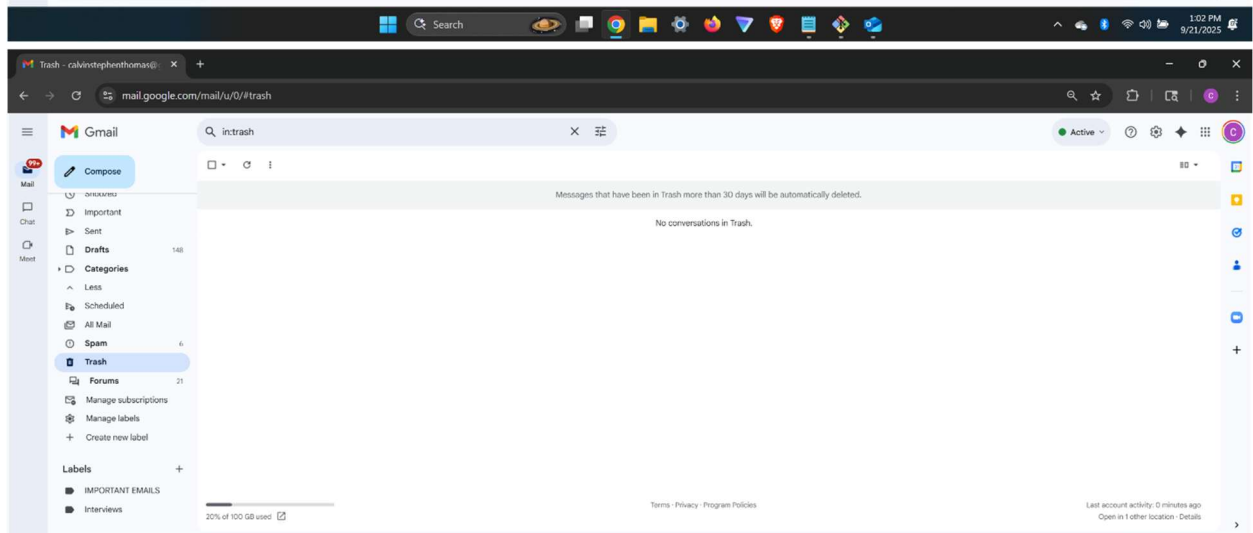 Search
1:02 PM
9/21/2025
Trash - calvinstephenthomas@
mail.google.com/mail/u/0/#trash
C
Gmail
in:trash
Active
C
99+
Mail
Compose
Snoozed
Important
Chat
Sent
Drafts 148
Meet
Categories
Less
Scheduled
All Mail
Spam 6
Trash
Forums 21
Manage subscriptions
Manage labels
Create new label
Labels
IMPORTANT EMAILS
Interviews
Messages that have been in Trash more than 30 days will be automatically deleted.
No conversations in Trash.
20% of 100 GB used
Terms · Privacy · Program Policies
Last account activity: 0 minutes ago
Open in 1 other location · Details